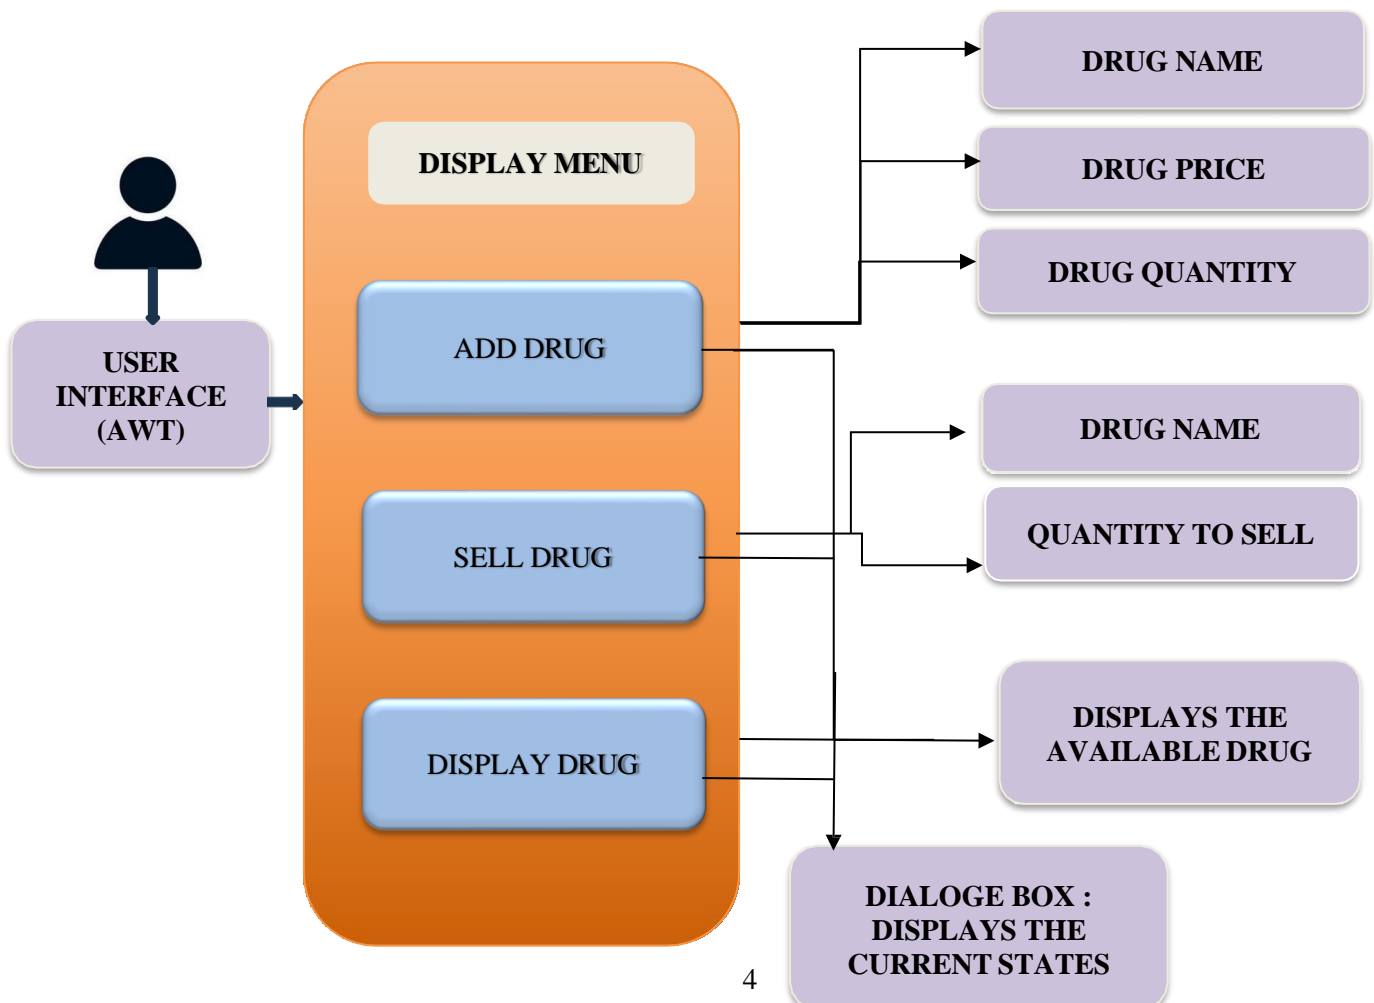 DRUG NAME
DISPLAY MENU
DRUG PRICE
DRUG QUANTITY
USER
INTERFACE
(AWT)
ADD DRUG
DRUG NAME
QUANTITY TO SELL
SELL DRUG
DISPLAYS THE
AVAILABLE DRUG
DISPLAY DRUG
DIALOGE BOX :
DISPLAYS THE
CURRENT STATES
4